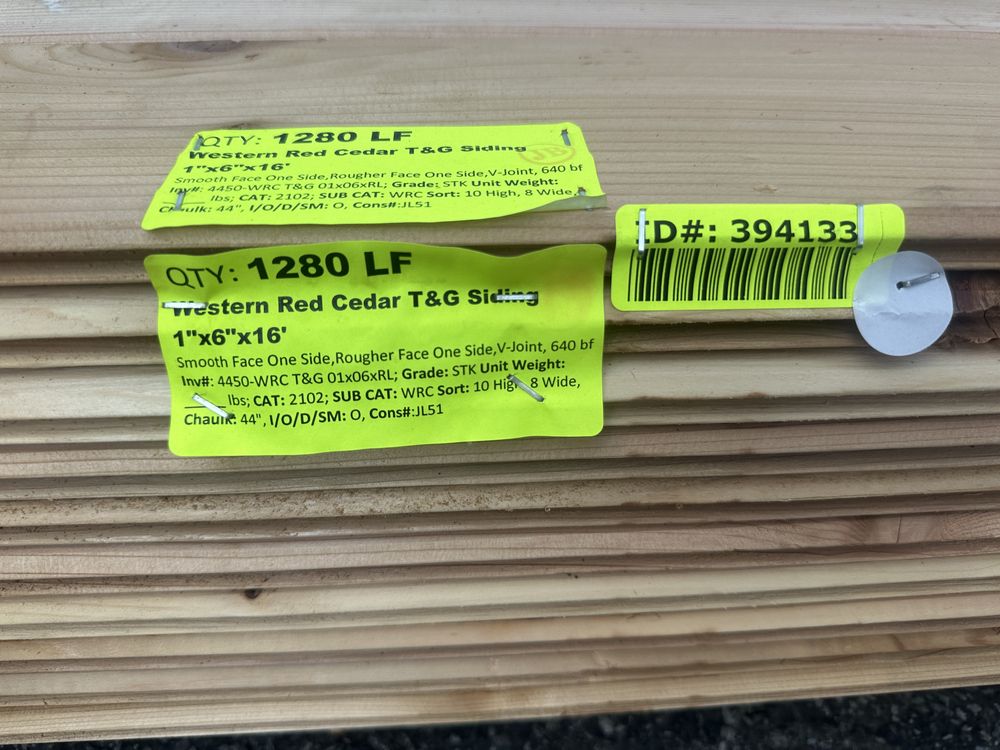 QTY: 1280 LF
Western Red Cedar T&G Siding
1"x6"x16'
Smooth Face One Side,Rougher Face One Side,V-Joint, 640 bf
Inv#: 4450-WRC T&G 01x06xRL; Grade: STK Unit Weight:
____ lbs; CAT: 2102; SUB CAT: WRC Sort: 10 High, 8 Wide,
Chaulk: 44", I/O/D/SM: O, Cons#:JL51
ID#: 394133
QTY: 1280 LF
Western Red Cedar T&G Siding
1"x6"x16'
Smooth Face One Side,Rougher Face One Side,V-Joint, 640 bf
Inv#: 4450-WRC T&G 01x06xRL; Grade: STK Unit Weight:
____ lbs; CAT: 2102; SUB CAT: WRC Sort: 10 High, 8 Wide,
Chaulk: 44", I/O/D/SM: O, Cons#:JL51